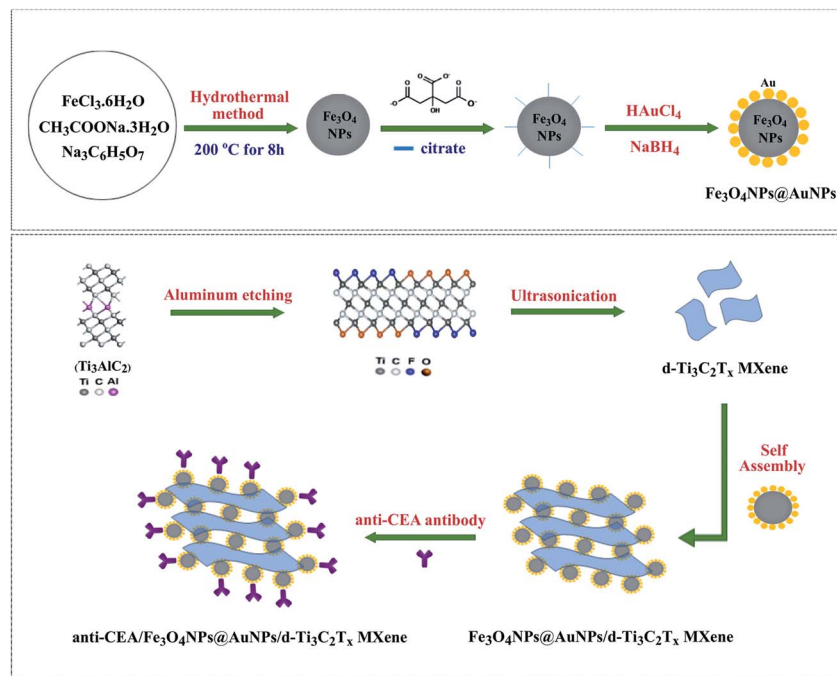 FeCl₃.6H₂O
CH₃COONa.3H₂O
Na₃C₆H₅O₇
Hydrothermal
method
200 ºC for 8h
Fe₃O₄
NPs
O
O⁻
O
O
⁻O
O⁻
OH
citrate
Fe₃O₄
NPs
HAuCl₄
NaBH₄
Au
Fe₃O₄
NPs
Fe₃O₄NPs@AuNPs
(Ti₃AlC₂)
Ti C Al
Aluminum etching
Ti C F O
Ultrasonication
d-Ti₃C₂Tₓ MXene
Self
Assembly
anti-CEA antibody
anti-CEA/Fe₃O₄NPs@AuNPs/d-Ti₃C₂Tₓ MXene
Fe₃O₄NPs@AuNPs/d-Ti₃C₂Tₓ MXene